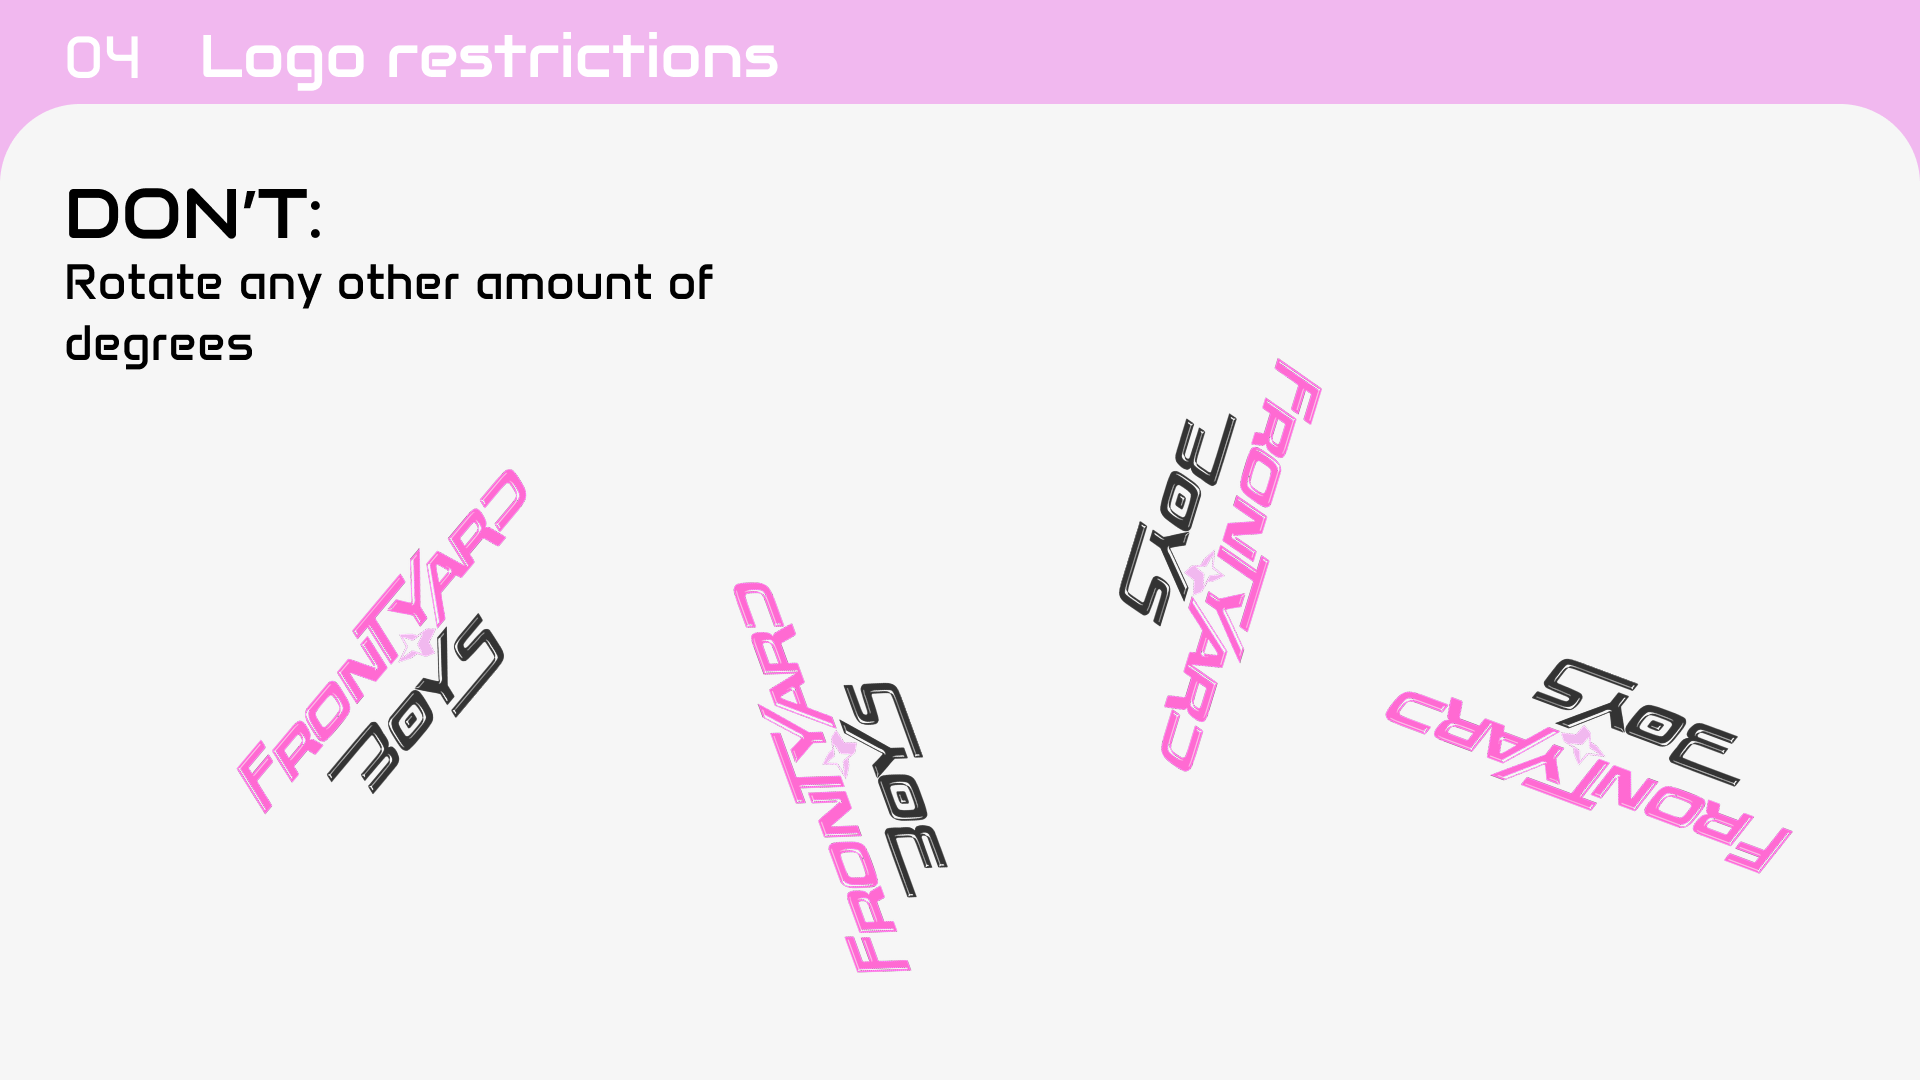 04 Logo restrictions
DON'T:
Rotate any other amount of
degrees
FRONTYARD
BOYS
FRONTYARD
BOYS
FRONTYARD
BOYS
FRONTYARD
BOYS